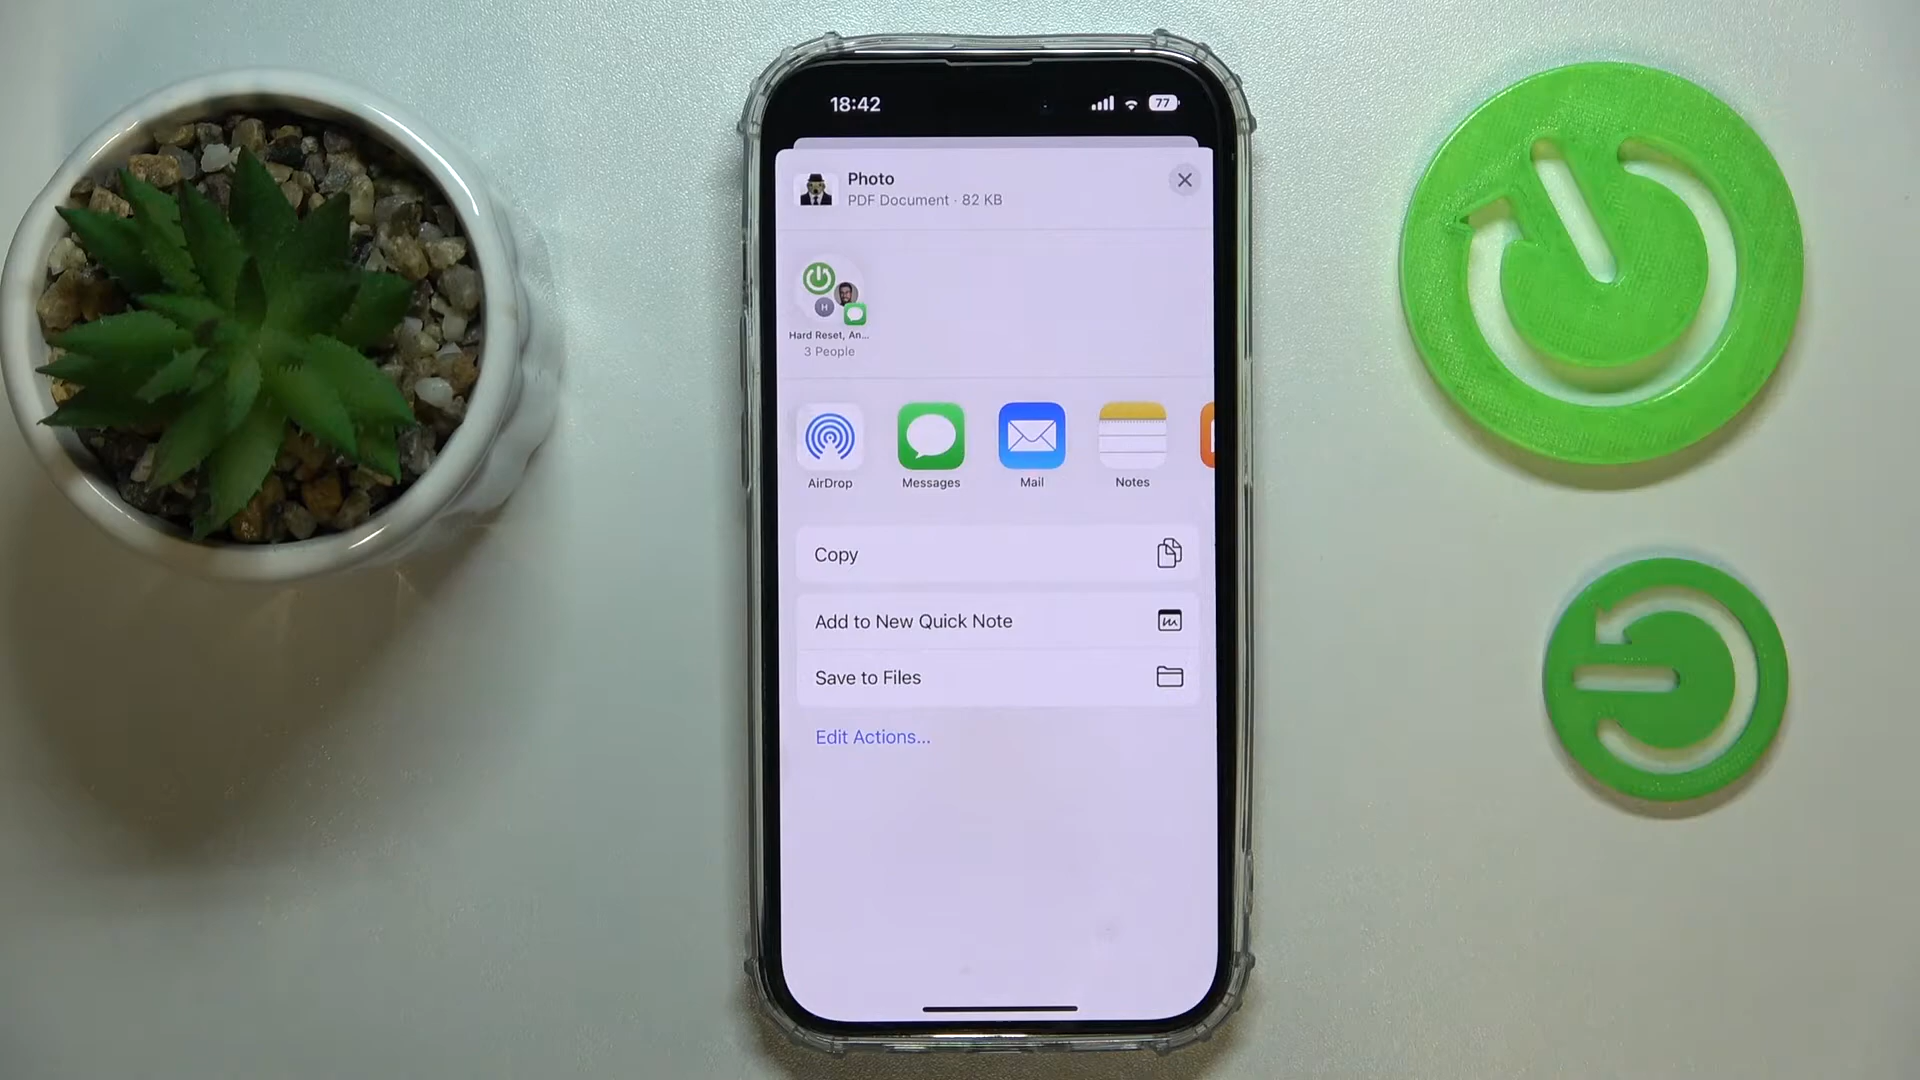 18:42
77
Photo
PDF Document · 82 KB
H
Hard Reset, An...
3 People
AirDrop
Messages
Mail
Notes
Copy
Add to New Quick Note
Save to Files
Edit Actions...